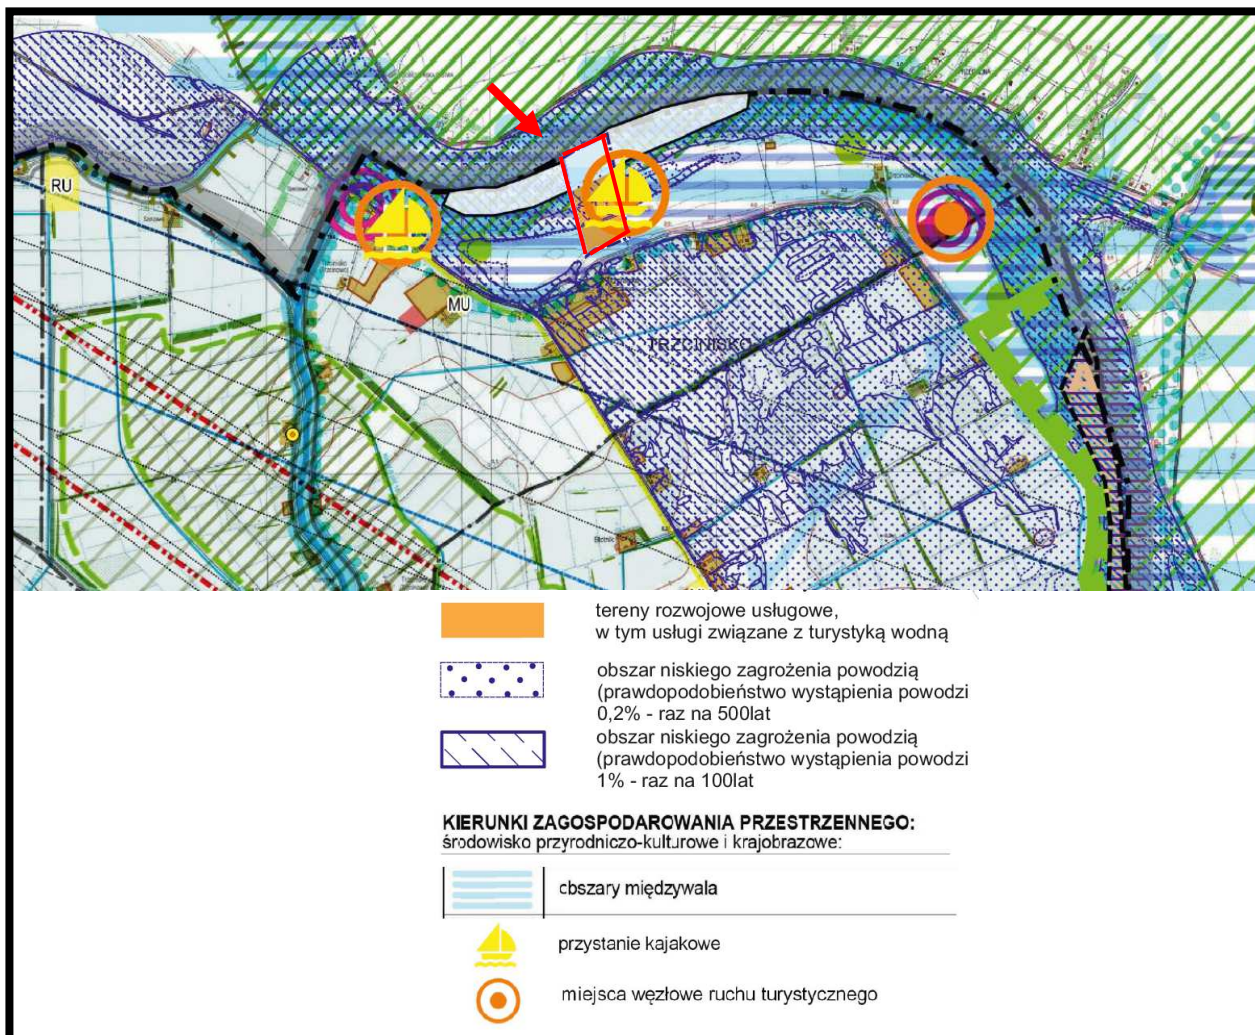 RU
MU
TRZCINISKO
A
tereny rozwojowe usługowe,
w tym usługi związane z turystyką wodną
obszar niskiego zagrożenia powodzią
(prawdopodobieństwo wystąpienia powodzi
0,2% - raz na 500lat
obszar niskiego zagrożenia powodzią
(prawdopodobieństwo wystąpienia powodzi
1% - raz na 100lat
KIERUNKI ZAGOSPODAROWANIA PRZESTRZENNEGO:
środowisko przyrodniczo-kulturowe i krajobrazowe:
cbszary międzywala
przystanie kajakowe
miejsca węzłowe ruchu turystycznego